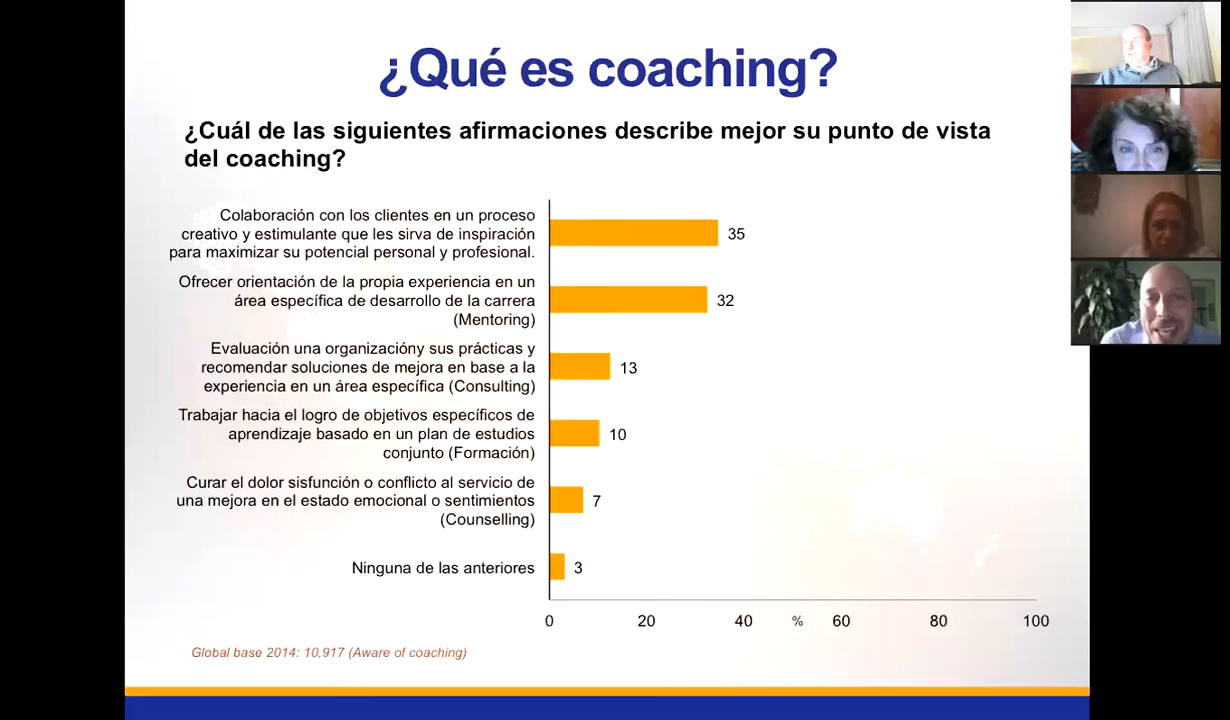 ¿Qué es coaching?
¿Cuál de las siguientes afirmaciones describe mejor su punto de vista
del coaching?
Colaboración con los clientes en un proceso
creativo y estimulante que les sirva de inspiración
para maximizar su potencial personal y profesional.
35
Ofrecer orientación de la propia experiencia en un
área específica de desarrollo de la carrera
(Mentoring)
32
Evaluación una organizacióny sus prácticas y
recomendar soluciones de mejora en base a la
experiencia en un área específica (Consulting)
13
Trabajar hacia el logro de objetivos específicos de
aprendizaje basado en un plan de estudios
conjunto (Formación)
10
Curar el dolor sisfunción o conflicto al servicio de
una mejora en el estado emocional o sentimientos
(Counselling)
7
Ninguna de las anteriores
3
0 20 40 % 60 80 100
Global base 2014: 10,917 (Aware of coaching)